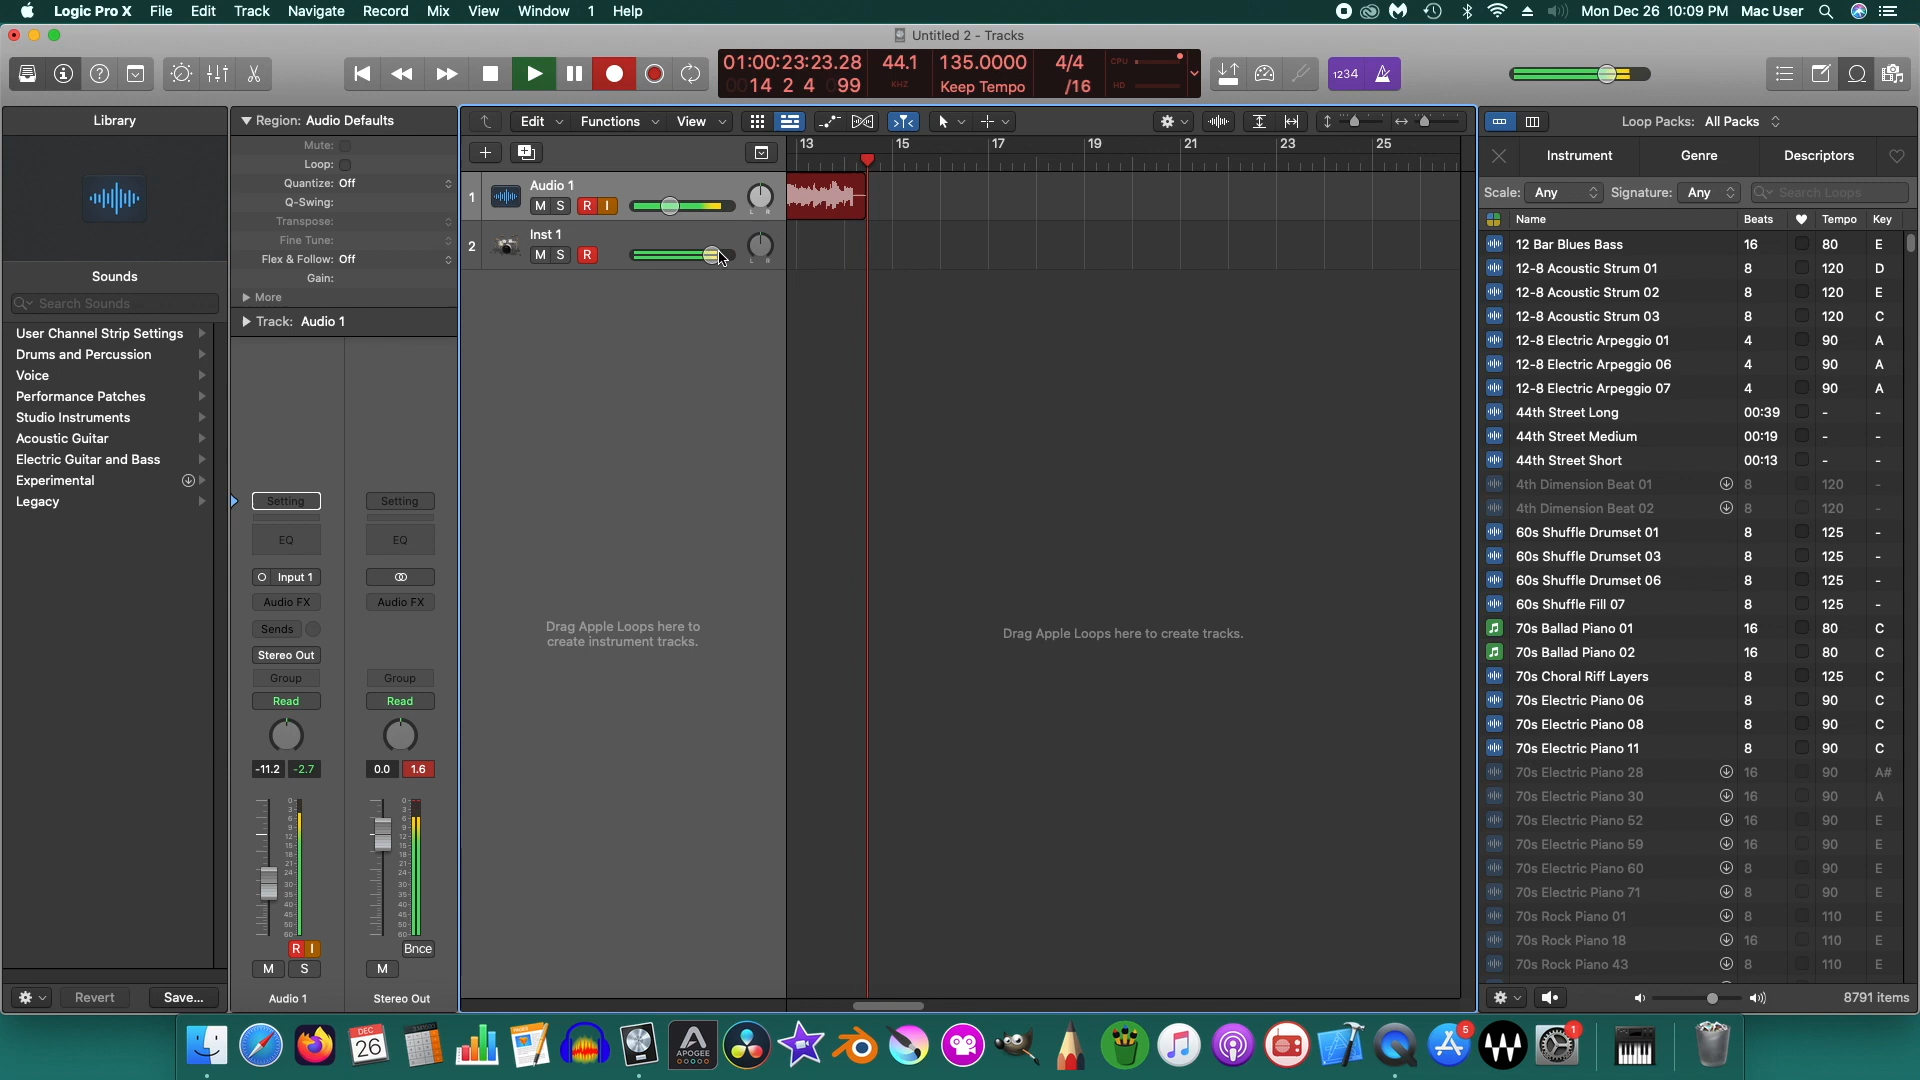 Logic Pro X File Edit Track Navigate Record Mix View Window 1 Help Mon Dec 26 10:09 PM Mac User
Untitled 2 - Tracks
01:00:23:23.28 44.1 135.0000 4/4 CPU
14 2 4 99 KHZ Keep Tempo /16 HD
1234
Library
Sounds
Search Sounds
User Channel Strip Settings
Drums and Percussion
Voice
Performance Patches
Studio Instruments
Acoustic Guitar
Electric Guitar and Bass
Experimental
Legacy
Revert Save...
Region: Audio Defaults
Mute:
Loop:
Quantize: Off
Q-Swing:
Transpose:
Fine Tune:
Flex & Follow: Off
Gain:
More
Track: Audio 1
Setting Setting
EQ EQ
Input 1
Audio FX Audio FX
Sends
Stereo Out
Group Group
Read Read
-11.2 -2.7 0.0 1.6
R I Bnce
M S M
Audio 1 Stereo Out
Edit Functions View
13 15 17 19 21 23 25
1 Audio 1
M S R I
L R
2 Inst 1
M S R
L R
Drag Apple Loops here to
create instrument tracks.
Drag Apple Loops here to create tracks.
Loop Packs: All Packs
Instrument Genre Descriptors
Scale: Any Signature: Any Search Loops
Name Beats Tempo Key
12 Bar Blues Bass 16 80 E
12-8 Acoustic Strum 01 8 120 D
12-8 Acoustic Strum 02 8 120 E
12-8 Acoustic Strum 03 8 120 C
12-8 Electric Arpeggio 01 4 90 A
12-8 Electric Arpeggio 06 4 90 A
12-8 Electric Arpeggio 07 4 90 A
44th Street Long 00:39 - -
44th Street Medium 00:19 - -
44th Street Short 00:13 - -
4th Dimension Beat 01 8 120 -
4th Dimension Beat 02 8 120 -
60s Shuffle Drumset 01 8 125 -
60s Shuffle Drumset 03 8 125 -
60s Shuffle Drumset 06 8 125 -
60s Shuffle Fill 07 8 125 -
70s Ballad Piano 01 16 80 C
70s Ballad Piano 02 16 80 C
70s Choral Riff Layers 8 125 C
70s Electric Piano 06 8 90 C
70s Electric Piano 08 8 90 C
70s Electric Piano 11 8 90 C
70s Electric Piano 28 16 90 A#
70s Electric Piano 30 16 90 A
70s Electric Piano 52 16 90 E
70s Electric Piano 59 16 90 E
70s Electric Piano 60 8 90 E
70s Electric Piano 71 8 90 E
70s Rock Piano 01 8 110 E
70s Rock Piano 18 16 110 E
70s Rock Piano 43 8 110 E
8791 items
DEC
26
PAGES
APOGEE
5
1